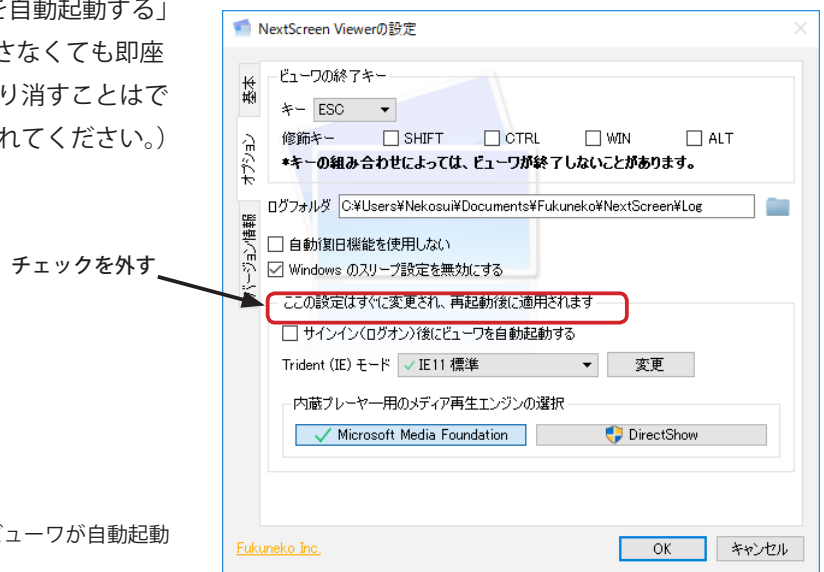 を自動起動する」
さなくても即座
り消すことはで
れてください。）
チェックを外す
ビューワが自動起動
NextScreen Viewerの設定
基本
オプション
バージョン情報
ビューワの終了キー
キー ESC
修飾キー SHIFT CTRL WIN ALT
*キーの組み合わせによっては、ビューワが終了しないことがあります。
ログフォルダ C:¥Users¥Nekosui¥Documents¥Fukuneko¥NextScreen¥Log
自動復旧機能を使用しない
Windows のスリープ設定を無効にする
ここの設定はすぐに変更され、再起動後に適用されます
サインイン(ログオン)後にビューワを自動起動する
Trident (IE) モード IE11 標準 変更
内蔵プレーヤー用のメディア再生エンジンの選択
Microsoft Media Foundation DirectShow
Fukuneko Inc. OK キャンセル